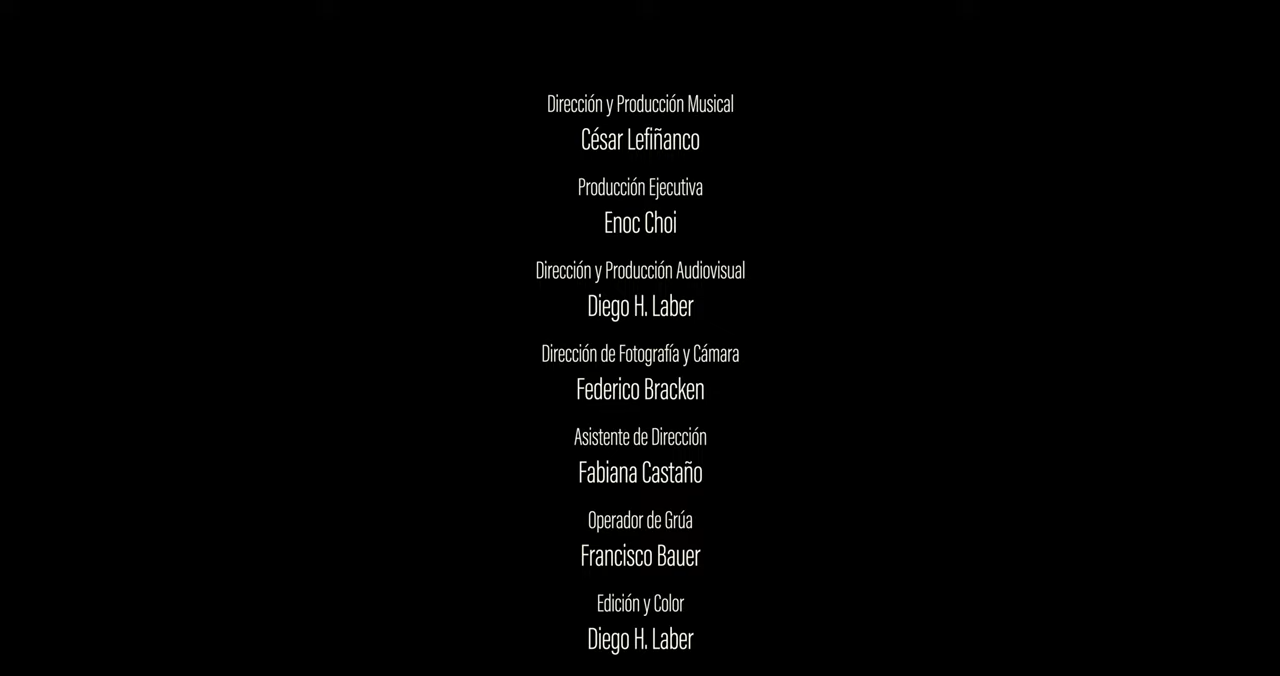 Dirección y Producción Musical
César Lefiñanco
Producción Ejecutiva
Enoc Choi
Dirección y Producción Audiovisual
Diego H. Laber
Dirección de Fotografía y Cámara
Federico Bracken
Asistente de Dirección
Fabiana Castaño
Operador de Grúa
Francisco Bauer
Edición y Color
Diego H. Laber